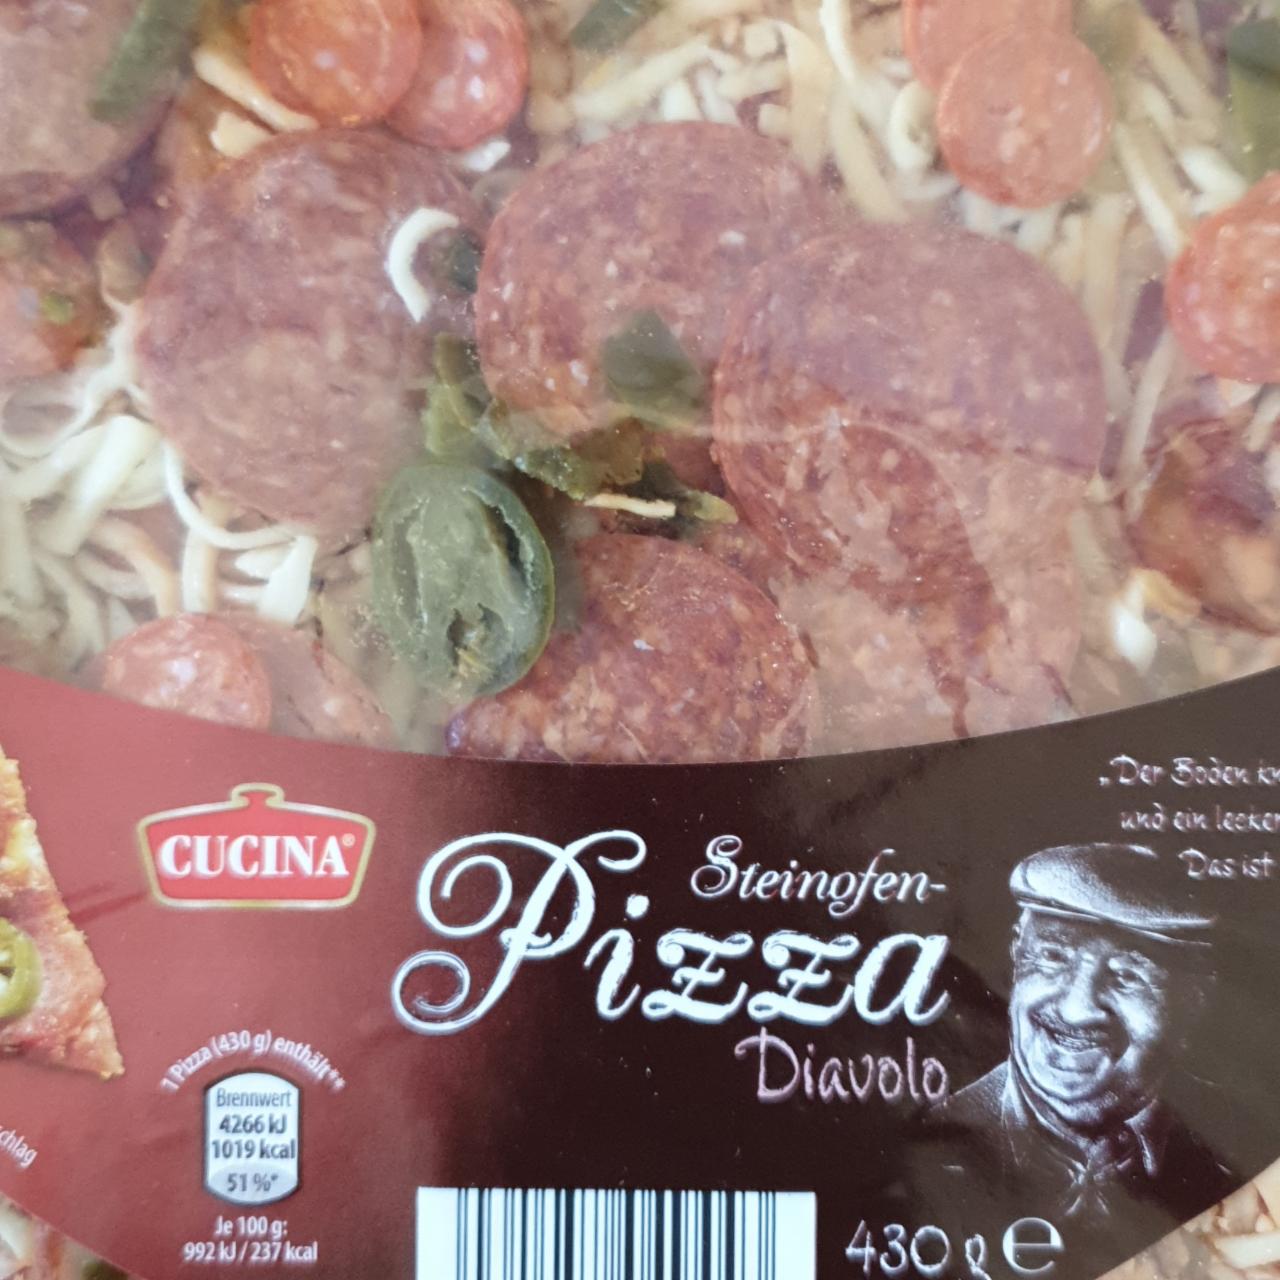 „Der Boden
und ein lecker
Das ist
CUCINA®
Steinofen-
Pizza
Diavolo
1 Pizza (430 g) enthält**
Brennwert
4266 kJ
1019 kcal
51 %*
Je 100 g:
992 kJ / 237 kcal
chlag
430 g e